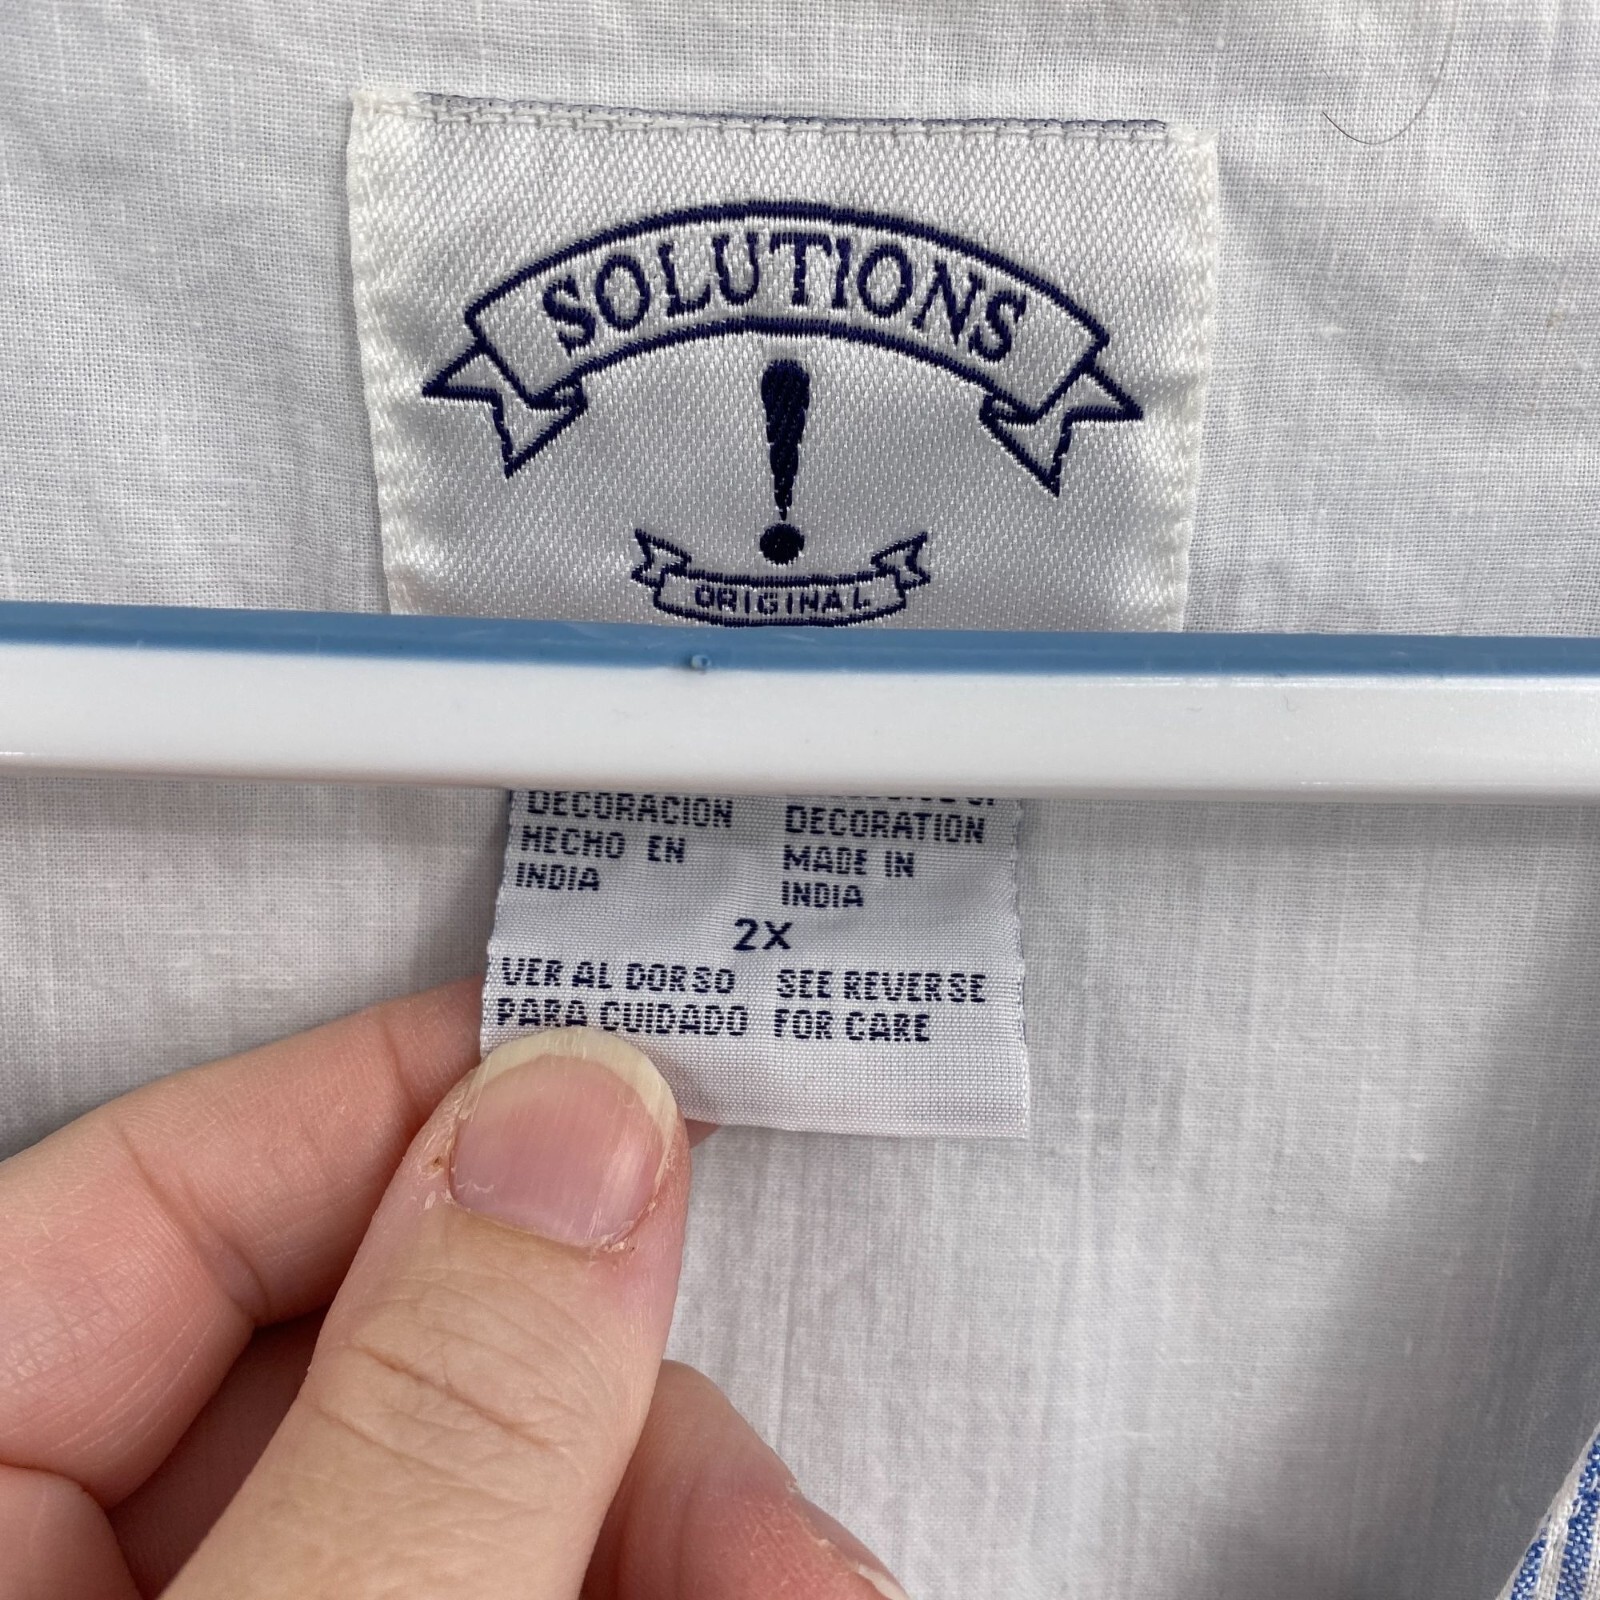 SOLUTIONS
!
ORIGINAL
DECORACION
HECHO EN
INDIA
DECORATION
MADE IN
INDIA
2X
VER AL DORSO
PARA CUIDADO
SEE REVERSE
FOR CARE